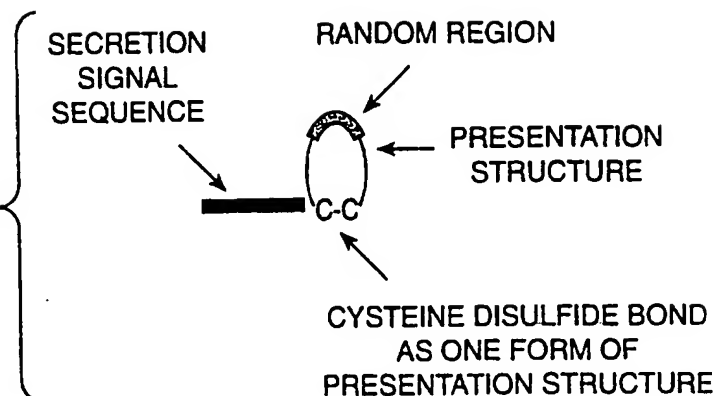 SECRETION
SIGNAL
SEQUENCE
RANDOM REGION
PRESENTATION
STRUCTURE
C-C
CYSTEINE DISULFIDE BOND
AS ONE FORM OF
PRESENTATION STRUCTURE